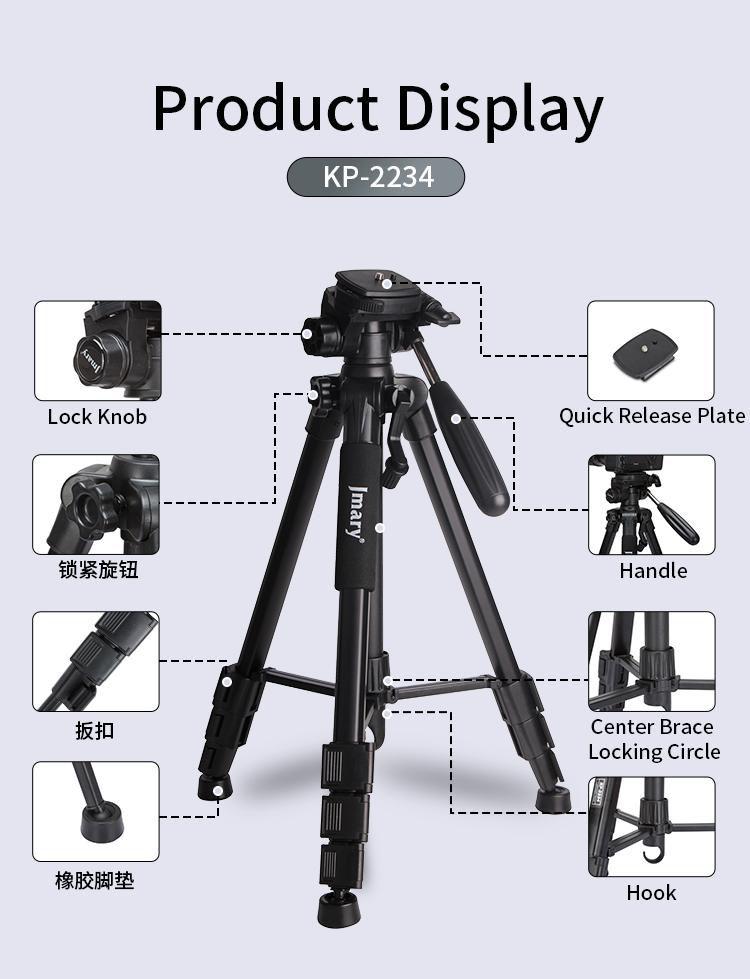 Product Display
KP-2234
Jmary
Lock Knob
锁紧旋钮
扳扣
橡胶脚垫
Jmary®
Quick Release Plate
Handle
Center Brace
Locking Circle
Hook